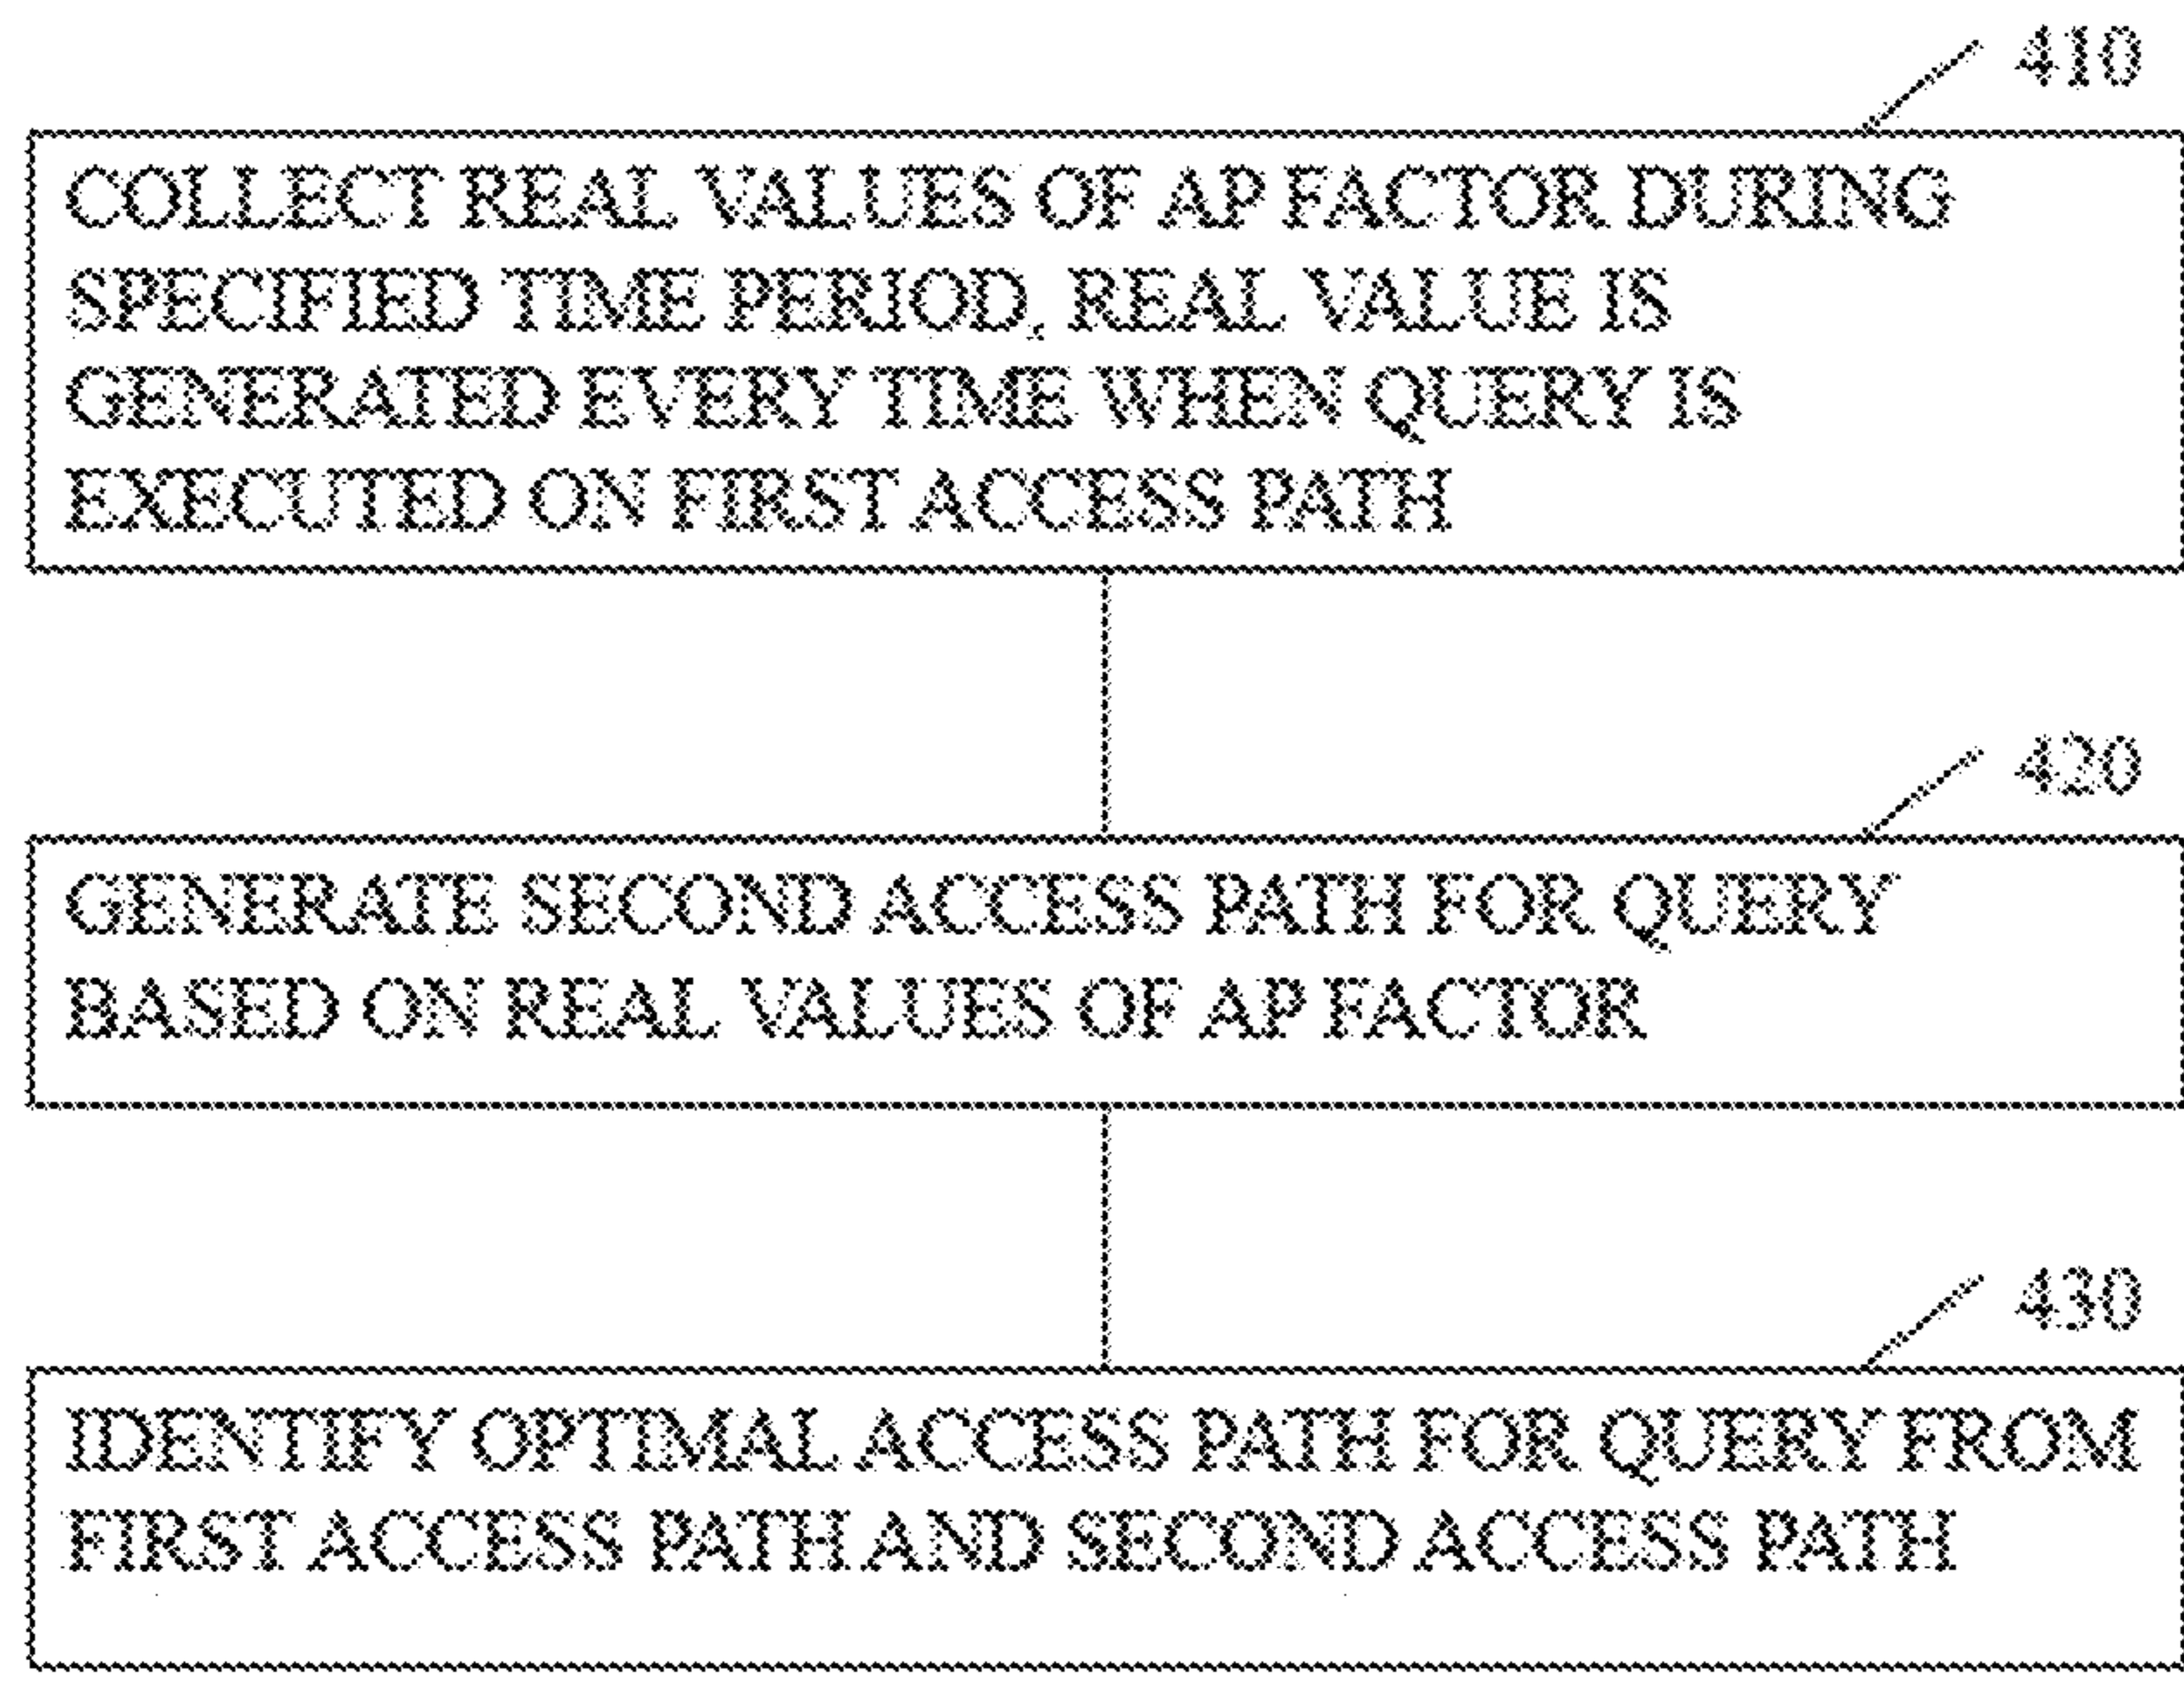 410
COLLECT REAL VALUES OF AP FACTOR DURING
SPECIFIED TIME PERIOD, REAL VALUE IS
GENERATED EVERY TIME WHEN QUERY IS
EXECUTED ON FIRST ACCESS PATH
420
GENERATE SECOND ACCESS PATH FOR QUERY
BASED ON REAL VALUES OF AP FACTOR
430
IDENTIFY OPTIMAL ACCESS PATH FOR QUERY FROM
FIRST ACCESS PATH AND SECOND ACCESS PATH